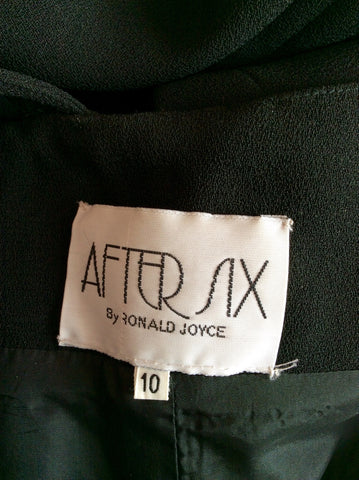 AFTER SIX
By RONALD JOYCE
10